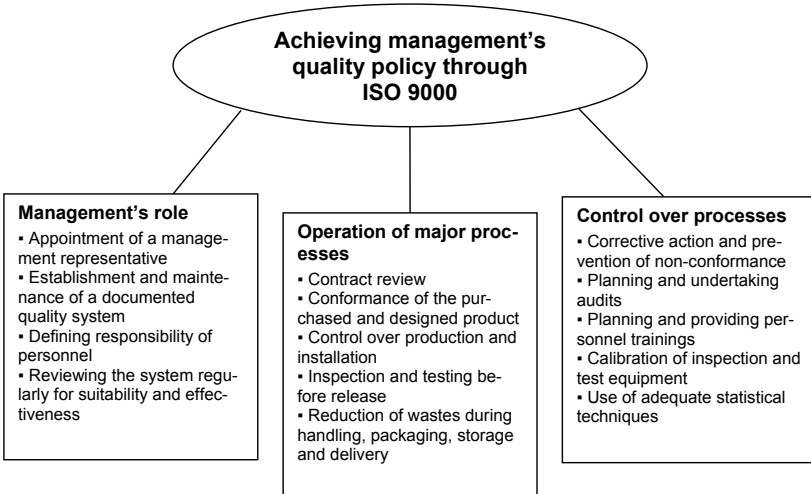 Achieving management's
quality policy through
ISO 9000
Management's role
▪ Appointment of a manage-
ment representative
▪ Establishment and mainte-
nance of a documented
quality system
▪ Defining responsibility of
personnel
▪ Reviewing the system regu-
larly for suitability and effec-
tiveness
Operation of major proc-
esses
▪ Contract review
▪ Conformance of the pur-
chased and designed product
▪ Control over production and
installation
▪ Inspection and testing be-
fore release
▪ Reduction of wastes during
handling, packaging, storage
and delivery
Control over processes
▪ Corrective action and pre-
vention of non-conformance
▪ Planning and undertaking
audits
▪ Planning and providing per-
sonnel trainings
▪ Calibration of inspection and
test equipment
▪ Use of adequate statistical
techniques